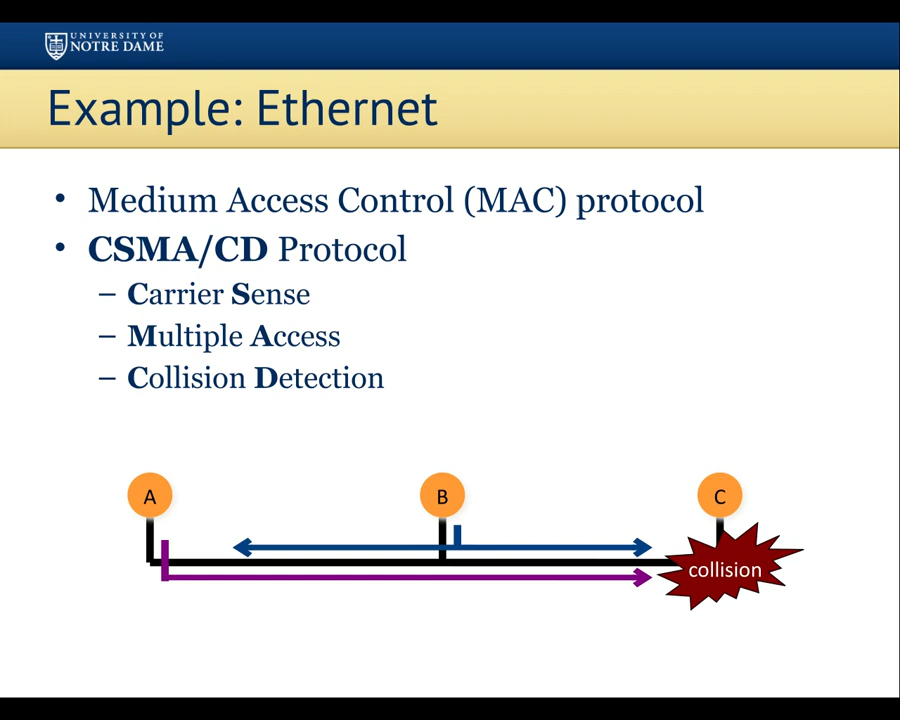 UNIVERSITY OF
NOTRE DAME
Example: Ethernet
• Medium Access Control (MAC) protocol
• CSMA/CD Protocol
– Carrier Sense
– Multiple Access
– Collision Detection
A B C
collision